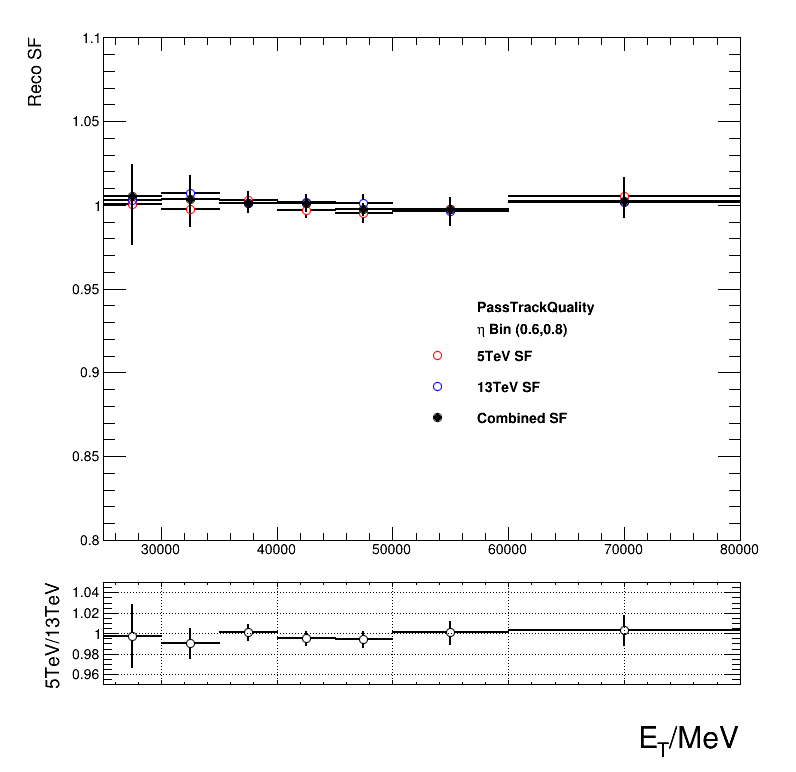 Reco SF
1.1
1.05
1
0.95
0.9
0.85
0.8
PassTrackQuality
η Bin (0.6,0.8)
5TeV SF
13TeV SF
Combined SF
30000 40000 50000 60000 70000 80000
5TeV/13TeV
1.04
1.02
1
0.98
0.96
E_T/MeV